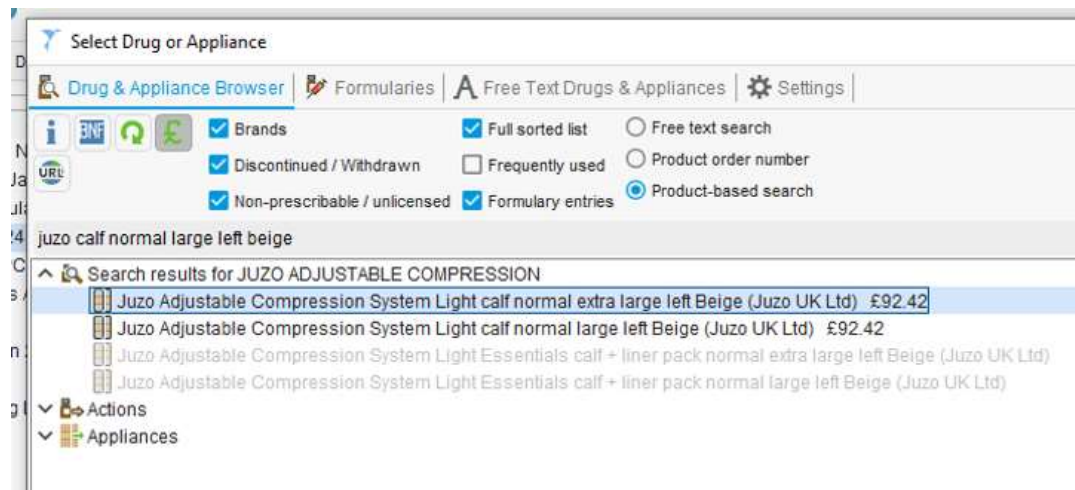 Select Drug or Appliance
Drug & Appliance Browser Formularies A Free Text Drugs & Appliances Settings
i BNF £ Brands Full sorted list Free text search
URL Discontinued / Withdrawn Frequently used Product order number
Non-prescribable / unlicensed Formulary entries Product-based search
juzo calf normal large left beige
Search results for JUZO ADJUSTABLE COMPRESSION
Juzo Adjustable Compression System Light calf normal extra large left Beige (Juzo UK Ltd) £92.42
Juzo Adjustable Compression System Light calf normal large left Beige (Juzo UK Ltd) £92.42
Juzo Adjustable Compression System Light Essentials calf + liner pack normal extra large left Beige (Juzo UK Ltd)
Juzo Adjustable Compression System Light Essentials calf + liner pack normal large left Beige (Juzo UK Ltd)
Actions
Appliances